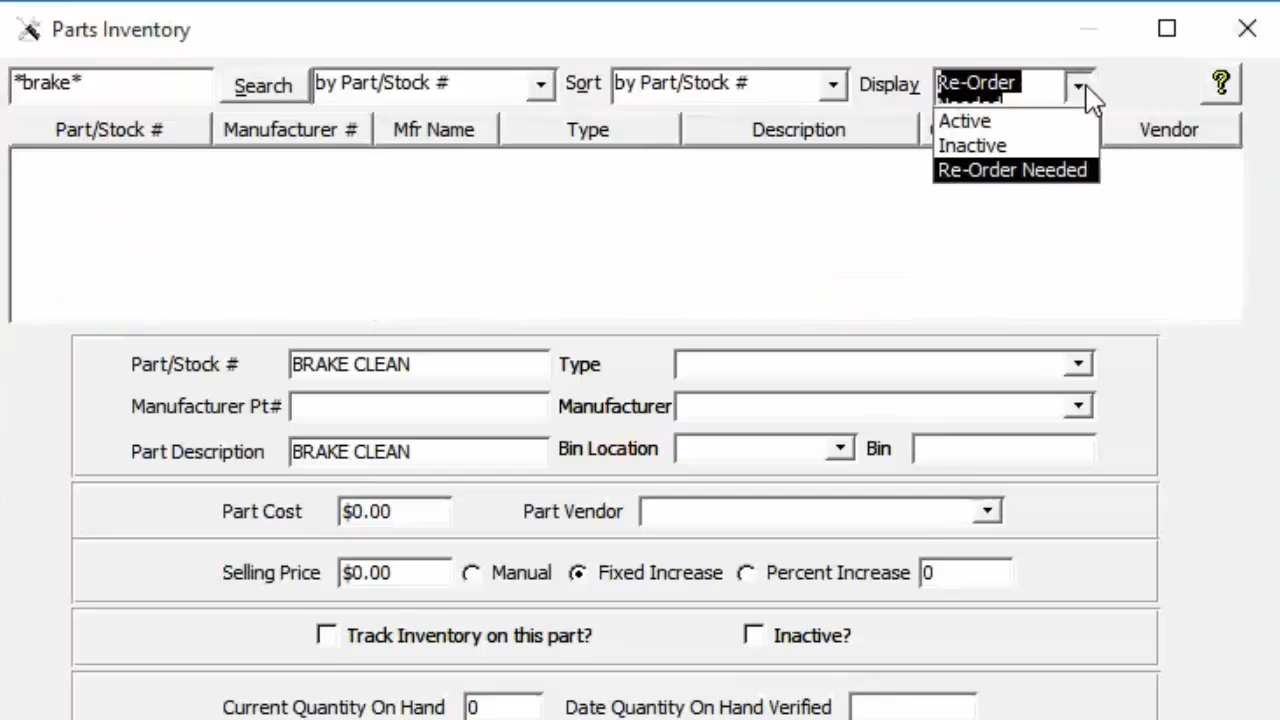 Parts Inventory
*brake* Search by Part/Stock # Sort by Part/Stock # Display Re-Order ?
Part/Stock # Manufacturer # Mfr Name Type Description Vendor
Active
Inactive
Re-Order Needed
Part/Stock # BRAKE CLEAN Type
Manufacturer Pt# Manufacturer
Part Description BRAKE CLEAN Bin Location Bin
Part Cost $0.00 Part Vendor
Selling Price $0.00 Manual Fixed Increase Percent Increase 0
Track Inventory on this part? Inactive?
Current Quantity On Hand 0 Date Quantity On Hand Verified